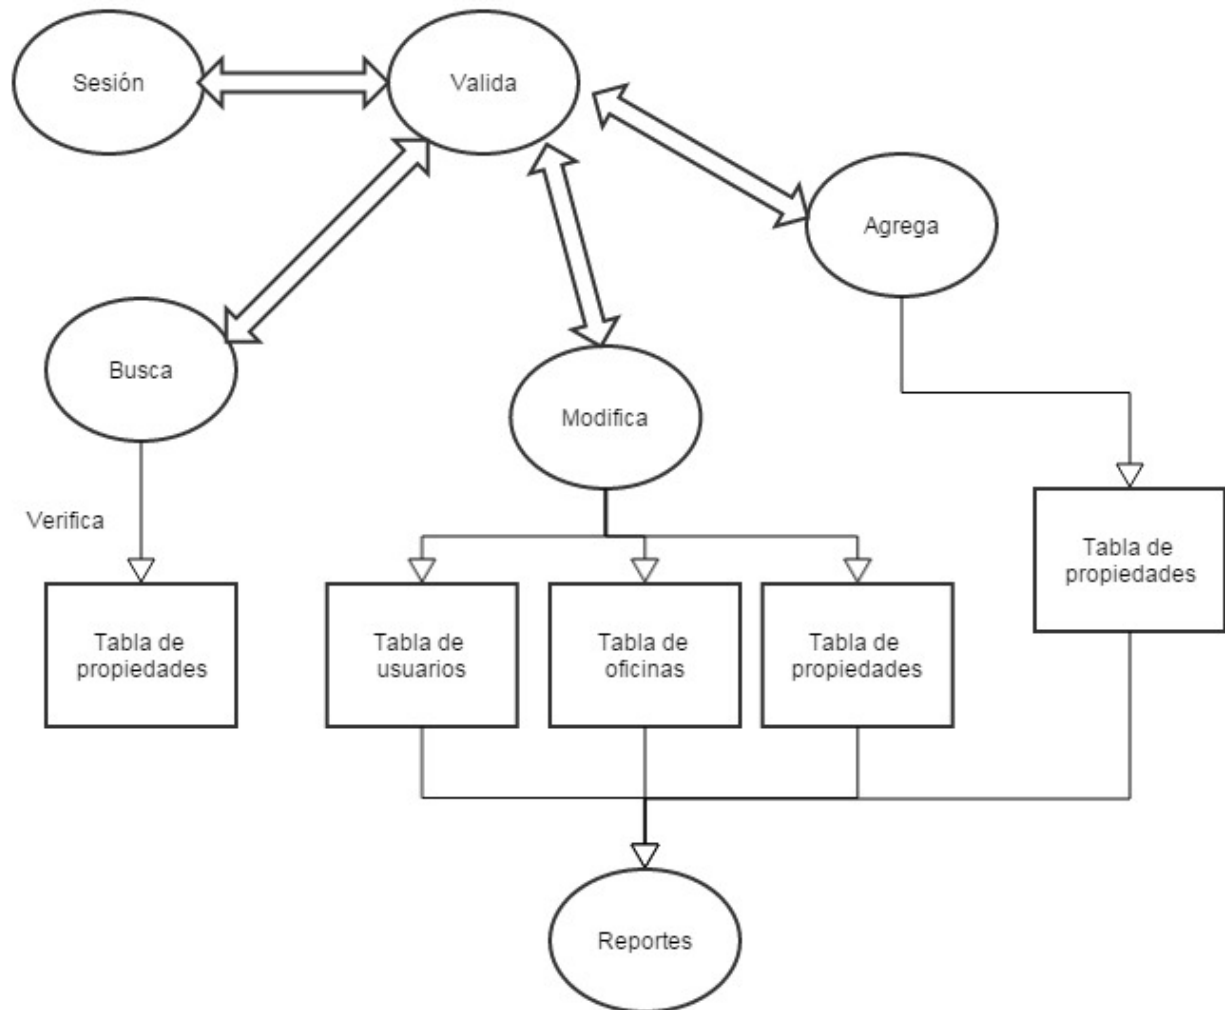 Sesión
Valida
Agrega
Busca
Modifica
Verifica
Tabla de
propiedades
Tabla de
usuarios
Tabla de
oficinas
Tabla de
propiedades
Tabla de
propiedades
Reportes